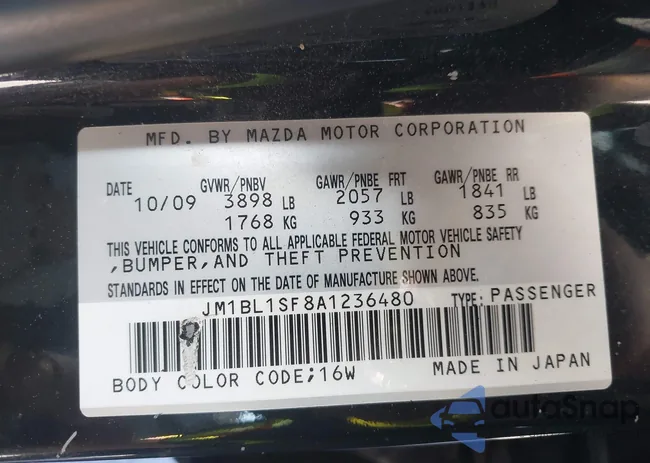 MFD. BY MAZDA MOTOR CORPORATION
DATE GVWR/PNBV GAWR/PNBE FRT GAWR/PNBE RR
10/09 3898 LB 2057 LB 1841 LB
1768 KG 933 KG 835 KG
THIS VEHICLE CONFORMS TO ALL APPLICABLE FEDERAL MOTOR VEHICLE SAFETY
,BUMPER,AND THEFT PREVENTION
STANDARDS IN EFFECT ON THE DATE OF MANUFACTURE SHOWN ABOVE.
JM1BL1SF8A1236480 TYPE: PASSENGER
BODY COLOR CODE;16W MADE IN JAPAN
autoSnap